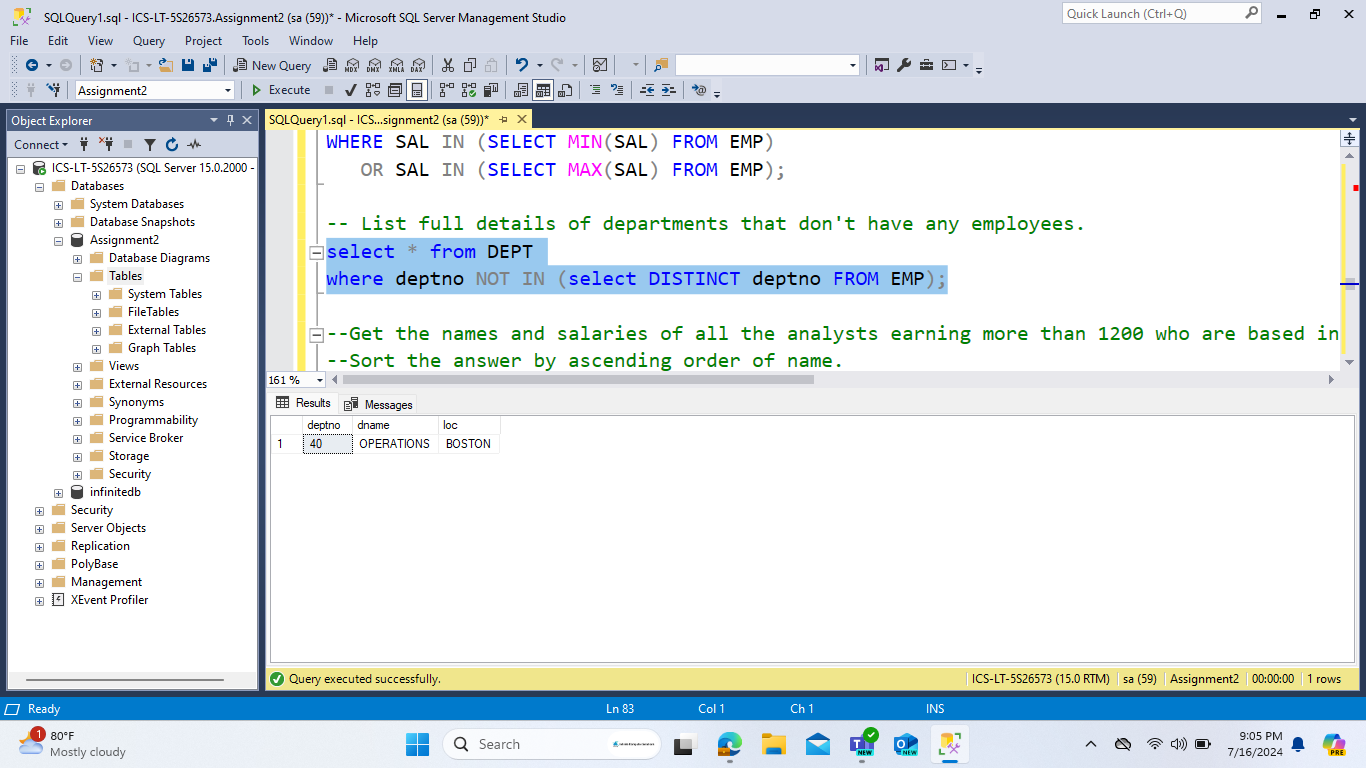 SQLQuery1.sql - ICS-LT-5S26573.Assignment2 (sa (59))* - Microsoft SQL Server Management Studio
Quick Launch (Ctrl+Q)
File Edit View Query Project Tools Window Help
New Query MDX DMX XMLA DAX
Assignment2 Execute
Object Explorer
SQLQuery1.sql - ICS...signment2 (sa (59))*
Connect
ICS-LT-5S26573 (SQL Server 15.0.2000 -
Databases
System Databases
Database Snapshots
Assignment2
Database Diagrams
Tables
System Tables
FileTables
External Tables
Graph Tables
Views
External Resources
Synonyms
Programmability
Service Broker
Storage
Security
infinitedb
Security
Server Objects
Replication
PolyBase
Management
XEvent Profiler
WHERE SAL IN (SELECT MIN(SAL) FROM EMP)
OR SAL IN (SELECT MAX(SAL) FROM EMP);
-- List full details of departments that don't have any employees.
select * from DEPT
where deptno NOT IN (select DISTINCT deptno FROM EMP);
--Get the names and salaries of all the analysts earning more than 1200 who are based in
--Sort the answer by ascending order of name.
161 %
Results Messages
deptno dname loc
1 40 OPERATIONS BOSTON
Query executed successfully.
ICS-LT-5S26573 (15.0 RTM) sa (59) Assignment2 00:00:00 1 rows
Ready Ln 83 Col 1 Ch 1 INS
1
80°F
Mostly cloudy
Search
NEW
NEW
9:05 PM
7/16/2024
PRE